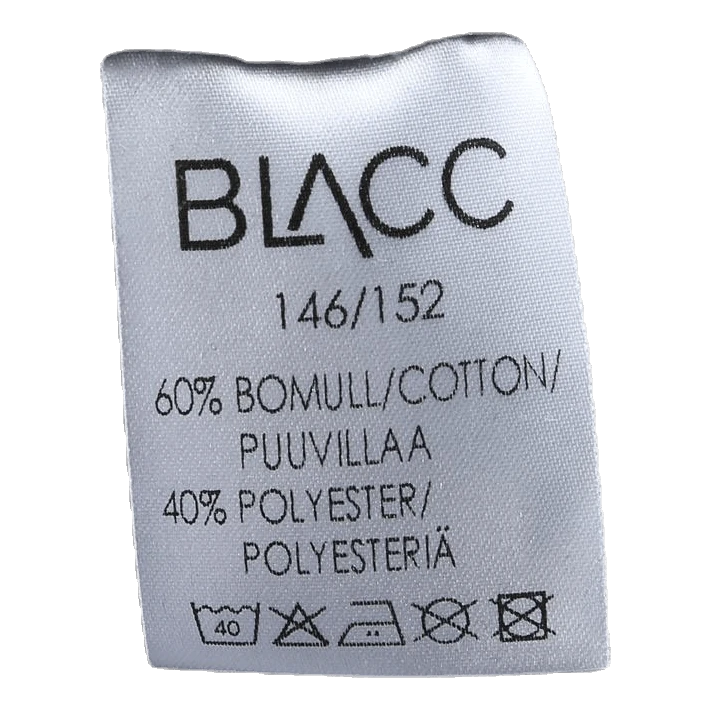 BLACC
146/152
60% BOMULL/COTTON/
PUUVILLAA
40% POLYESTER/
POLYESTERIÄ
40